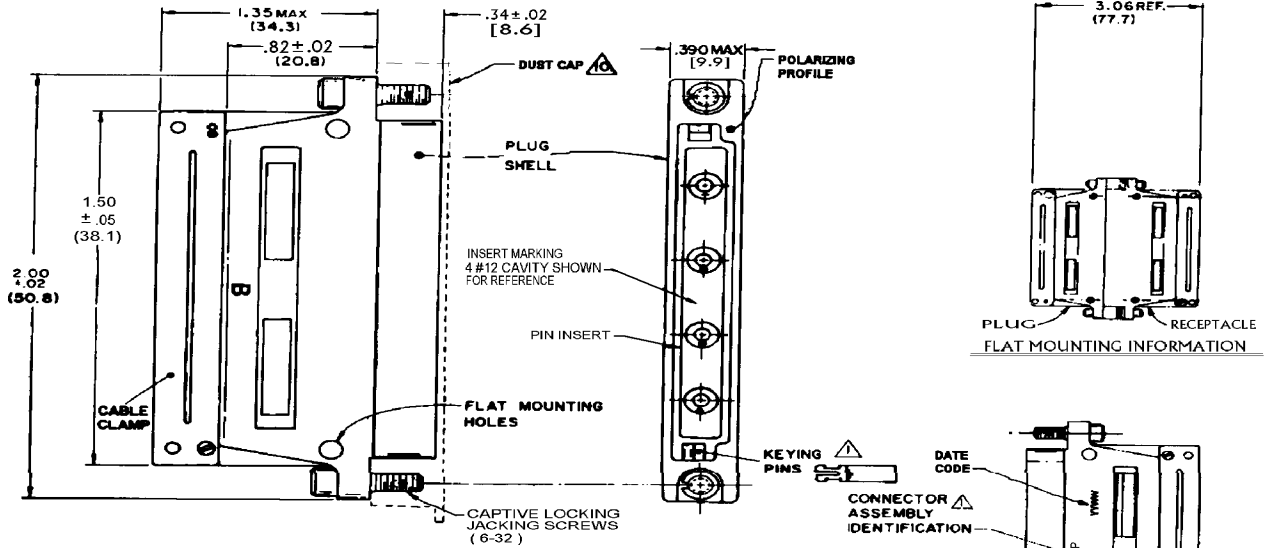 1.35 MAX
(34.3)
.82±.02
(20.8)
.34±.02
[8.6]
DUST CAP 10
.390 MAX
[9.9]
POLARIZING
PROFILE
3.06 REF.
(77.7)
PLUG
SHELL
1.50
±.05
(38.1)
2.00
±.02
(50.8)
B
INSERT MARKING
4 #12 CAVITY SHOWN
FOR REFERENCE
PIN INSERT
PLUG
RECEPTACLE
FLAT MOUNTING INFORMATION
CABLE
CLAMP
FLAT MOUNTING
HOLES
KEYING
PINS
1
CAPTIVE LOCKING
JACKING SCREWS
( 6-32 )
DATE
CODE
CONNECTOR 1
ASSEMBLY
IDENTIFICATION